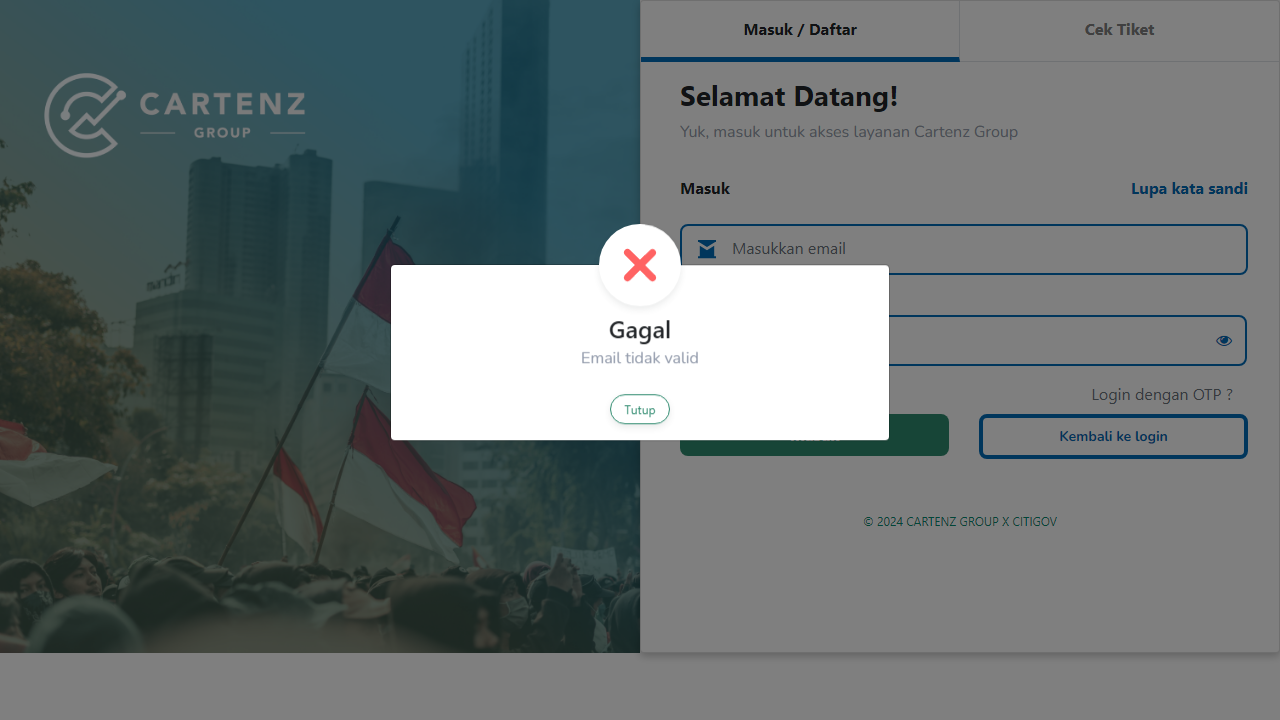 CARTENZ
GROUP
Masuk / Daftar
Cek Tiket
Selamat Datang!
Yuk, masuk untuk akses layanan Cartenz Group
Masuk
Lupa kata sandi
Masukkan email
Gagal
Email tidak valid
Tutup
Login dengan OTP ?
Kembali ke login
© 2024 CARTENZ GROUP X CITIGOV